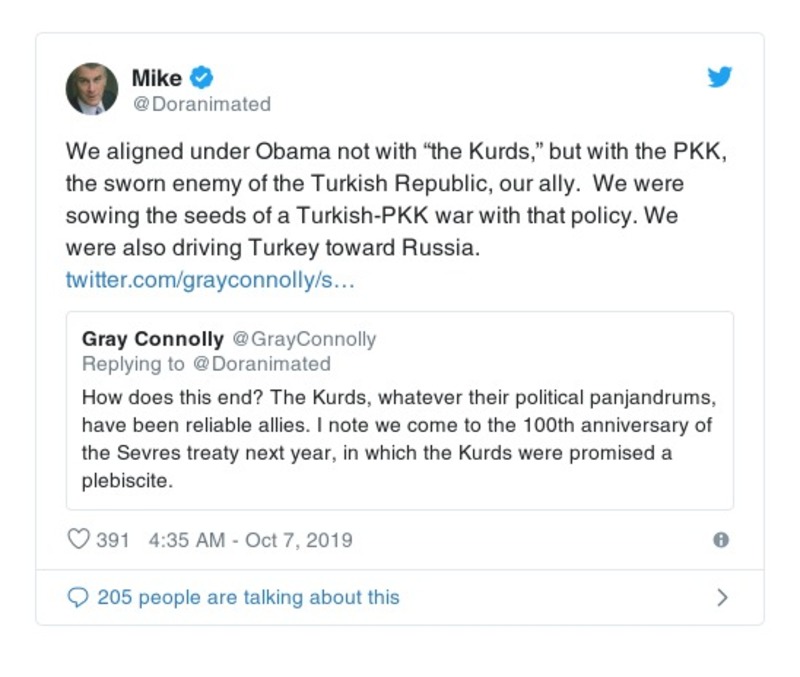 Mike
@Doranimated
We aligned under Obama not with “the Kurds,” but with the PKK,
the sworn enemy of the Turkish Republic, our ally.  We were
sowing the seeds of a Turkish-PKK war with that policy. We
were also driving Turkey toward Russia.
twitter.com/grayconnolly/s…
Gray Connolly @GrayConnolly
Replying to @Doranimated
How does this end? The Kurds, whatever their political panjandrums,
have been reliable allies. I note we come to the 100th anniversary of
the Sevres treaty next year, in which the Kurds were promised a
plebiscite.
391 4:35 AM - Oct 7, 2019
205 people are talking about this